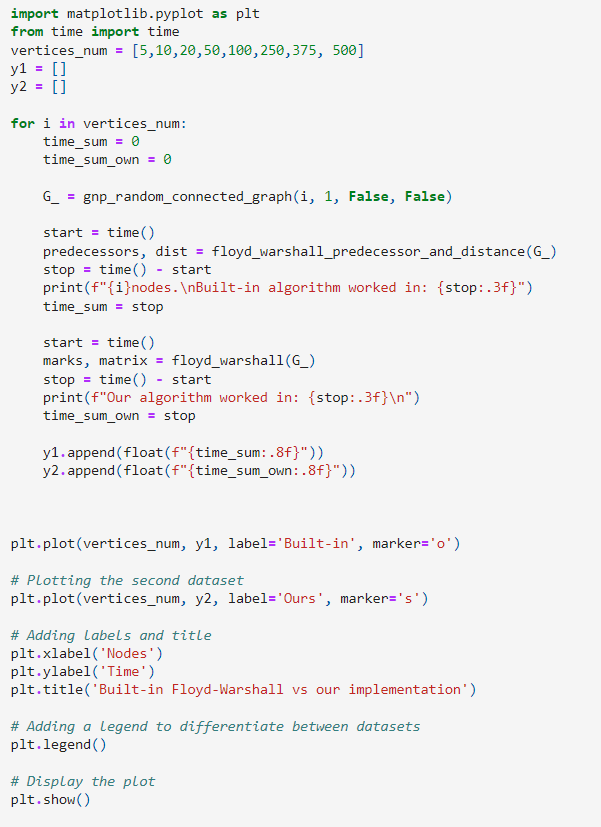 import matplotlib.pyplot as plt
from time import time
vertices_num = [5,10,20,50,100,250,375, 500]
y1 = []
y2 = []

for i in vertices_num:
    time_sum = 0
    time_sum_own = 0

    G_ = gnp_random_connected_graph(i, 1, False, False)

    start = time()
    predecessors, dist = floyd_warshall_predecessor_and_distance(G_)
    stop = time() - start
    print(f"{i}nodes.\nBuilt-in algorithm worked in: {stop:.3f}")
    time_sum = stop

    start = time()
    marks, matrix = floyd_warshall(G_)
    stop = time() - start
    print(f"Our algorithm worked in: {stop:.3f}\n")
    time_sum_own = stop

    y1.append(float(f"{time_sum:.8f}"))
    y2.append(float(f"{time_sum_own:.8f}"))

plt.plot(vertices_num, y1, label='Built-in', marker='o')

# Plotting the second dataset
plt.plot(vertices_num, y2, label='Ours', marker='s')

# Adding labels and title
plt.xlabel('Nodes')
plt.ylabel('Time')
plt.title('Built-in Floyd-Warshall vs our implementation')

# Adding a legend to differentiate between datasets
plt.legend()

# Display the plot
plt.show()